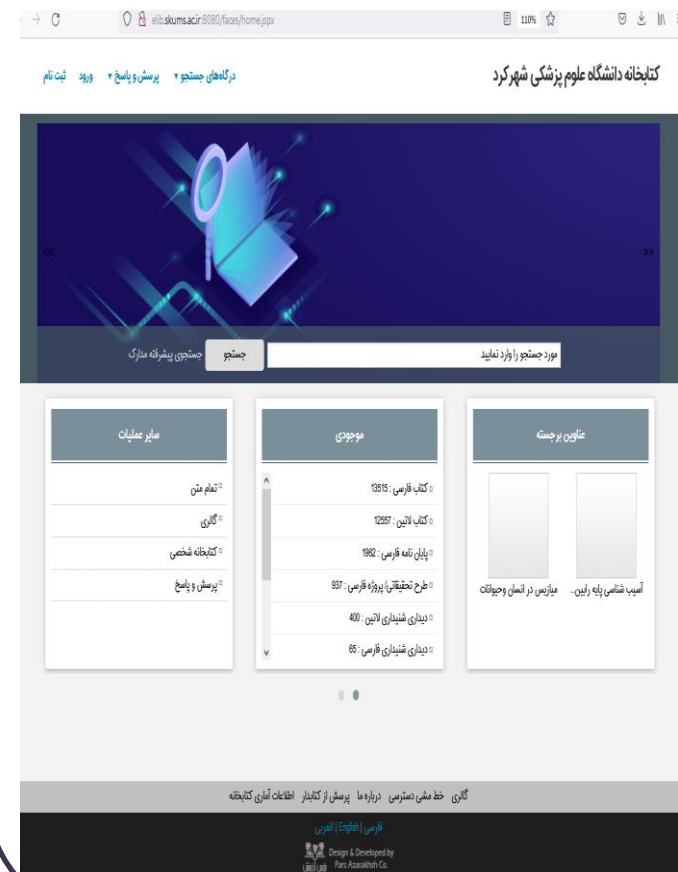 elib.skums.ac.ir:8080/faces/home.jspx
110%
کتابخانه دانشگاه علوم پزشکی شهرکرد
درگاه‌های جستجو ▾ پرسش و پاسخ ▾ ورود ثبت نام
<<
>>
مورد جستجو را وارد نمایید
جستجو
جستجوی پیشرفته مدارک
عناوین برجسته
آسیب شناسی پایه رابین...
میازیس در انسان وحیوانات
موجودی
کتاب فارسی : 13615
کتاب لاتین : 12557
پایان نامه فارسی : 1962
طرح تحقیقاتی/ پروژه فارسی : 937
دیداری شنیداری لاتین : 400
دیداری شنیداری فارسی : 65
سایر عملیات
تمام متن
گالری
کتابخانه شخصی
پرسش و پاسخ
گالری خط مشی دسترسی درباره ما پرسش از کتابدار اطلاعات آماری کتابخانه
فارسی | English | العربی
Design & Developed by
Pars Azarakhsh Co.